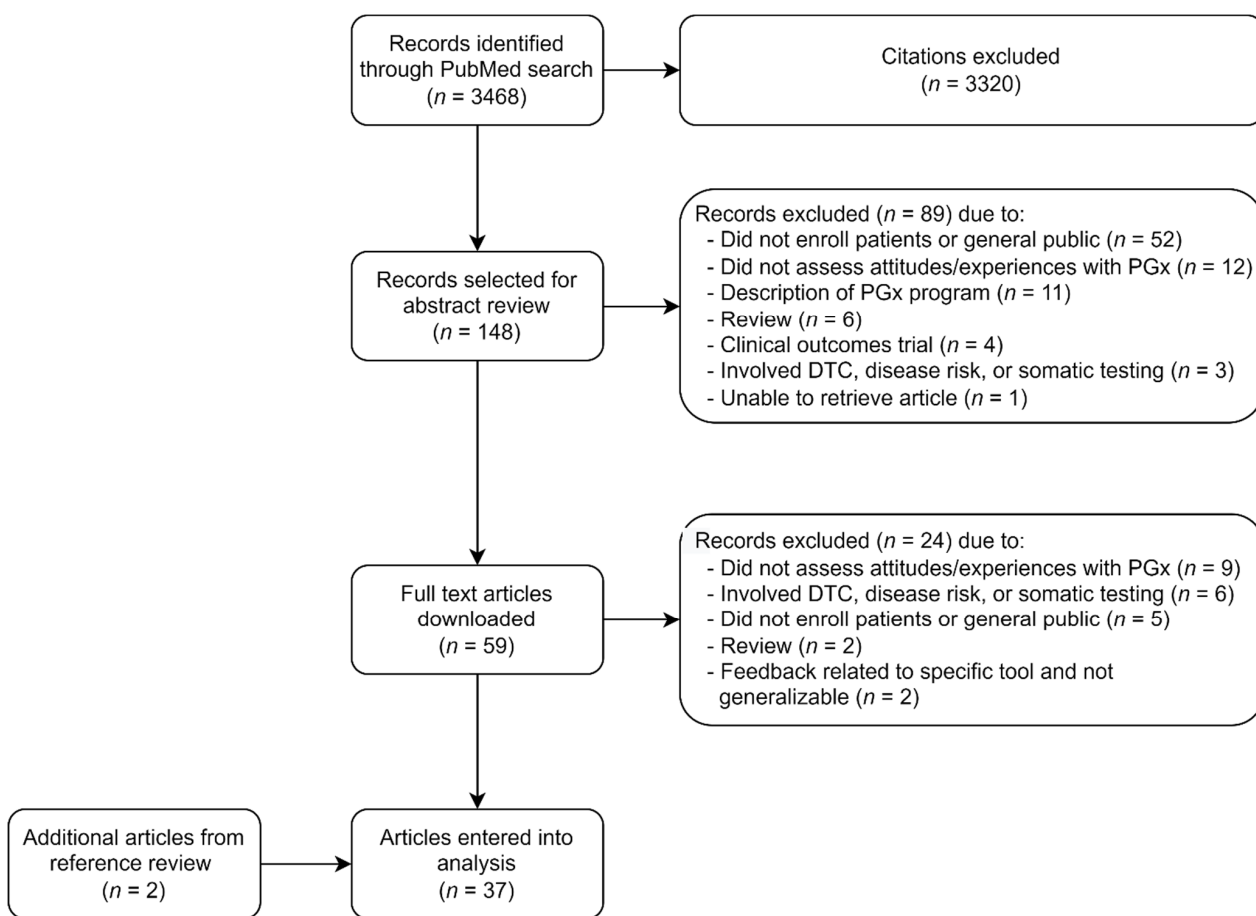 Records identified
through PubMed search
(n = 3468)
Citations excluded
(n = 3320)
Records selected for
abstract review
(n = 148)
Records excluded (n = 89) due to:
- Did not enroll patients or general public (n = 52)
- Did not assess attitudes/experiences with PGx (n = 12)
- Description of PGx program (n = 11)
- Review (n = 6)
- Clinical outcomes trial (n = 4)
- Involved DTC, disease risk, or somatic testing (n = 3)
- Unable to retrieve article (n = 1)
Full text articles
downloaded
(n = 59)
Records excluded (n = 24) due to:
- Did not assess attitudes/experiences with PGx (n = 9)
- Involved DTC, disease risk, or somatic testing (n = 6)
- Did not enroll patients or general public (n = 5)
- Review (n = 2)
- Feedback related to specific tool and not
generalizable (n = 2)
Additional articles from
reference review
(n = 2)
Articles entered into
analysis
(n = 37)